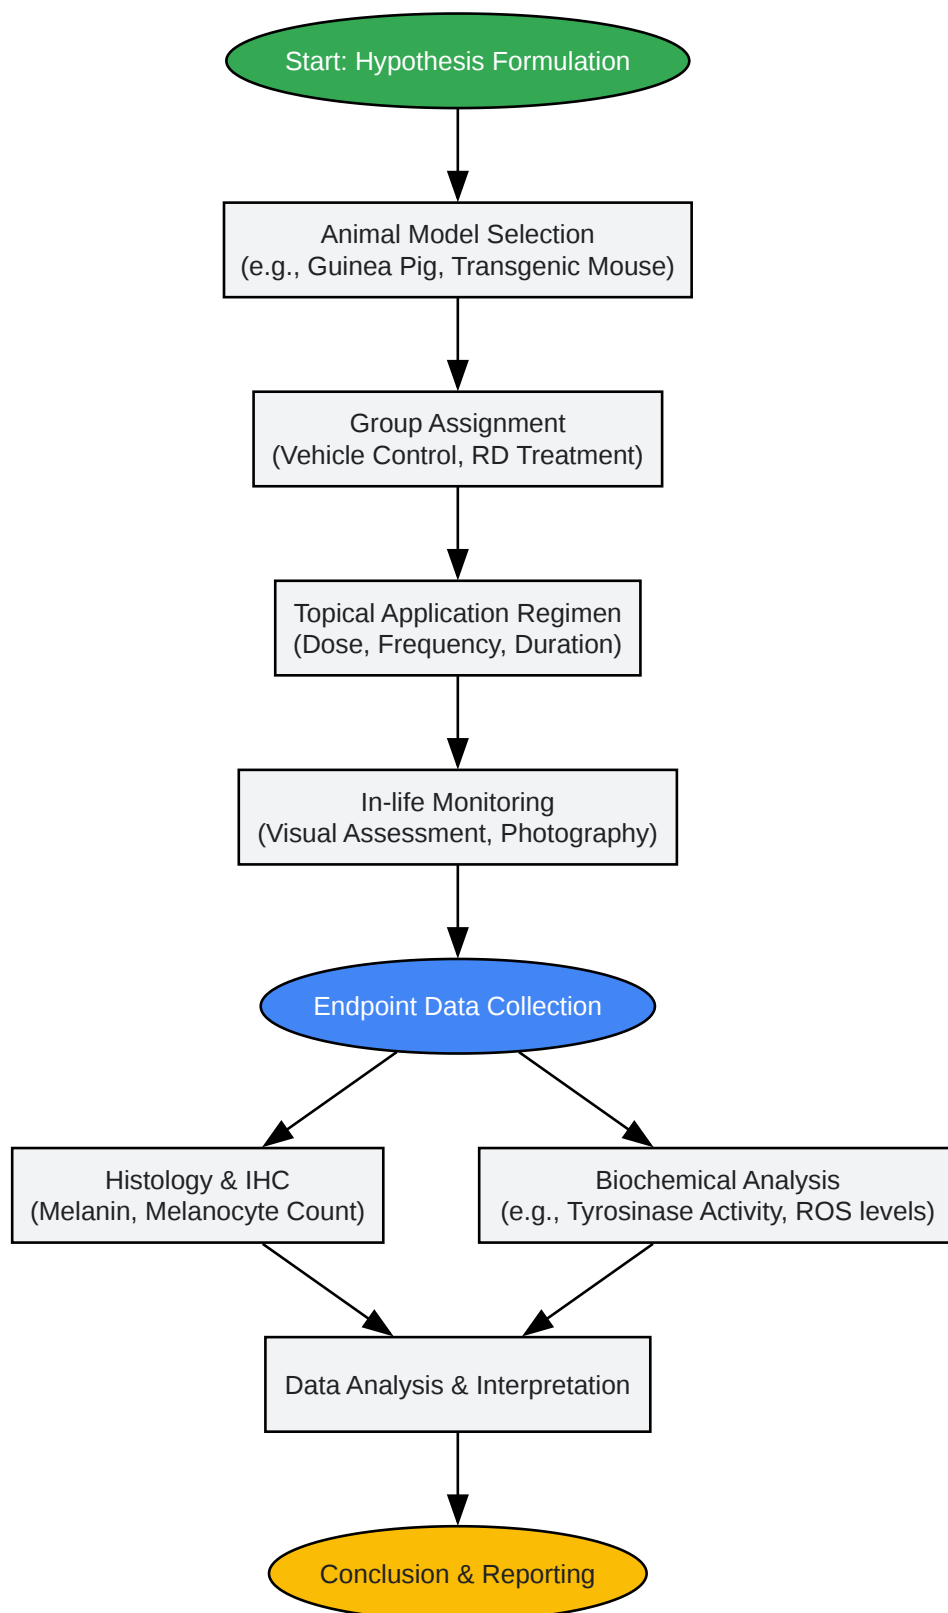 Start: Hypothesis Formulation
Animal Model Selection
(e.g., Guinea Pig, Transgenic Mouse)
Group Assignment
(Vehicle Control, RD Treatment)
Topical Application Regimen
(Dose, Frequency, Duration)
In-life Monitoring
(Visual Assessment, Photography)
Endpoint Data Collection
Histology & IHC
(Melanin, Melanocyte Count)
Biochemical Analysis
(e.g., Tyrosinase Activity, ROS levels)
Data Analysis & Interpretation
Conclusion & Reporting